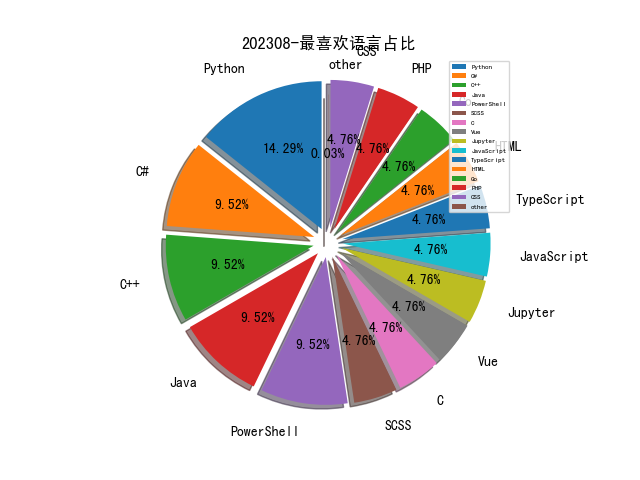 202308-最喜欢语言占比
CSS
other
PHP
Python
HTML
C#
TypeScript
JavaScript
C++
Jupyter
Vue
Java
C
PowerShell
SCSS
14.29%
9.52%
9.52%
9.52%
9.52%
4.76%
4.76%
4.76%
4.76%
4.76%
4.76%
4.76%
4.76%
4.76%
4.76%
0.03%
Python
C#
C++
Java
PowerShell
SCSS
C
Vue
Jupyter
JavaScript
TypeScript
HTML
Go
PHP
CSS
other